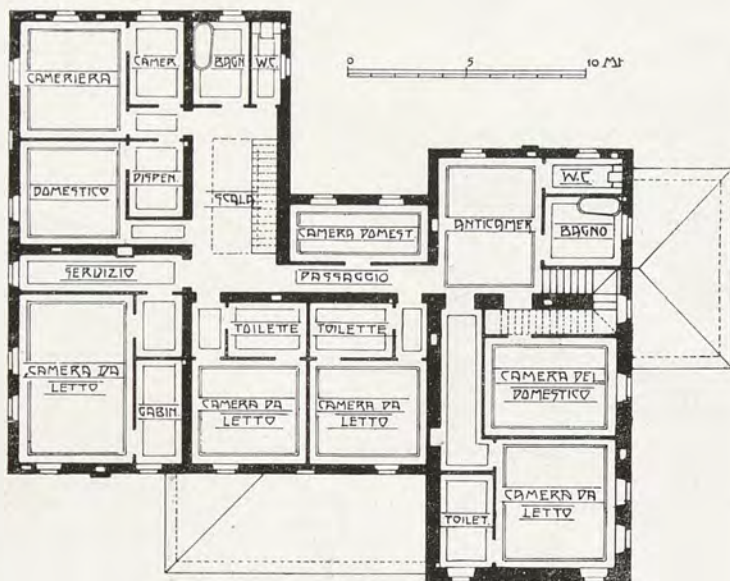 CAMERIERA
CAMER.
BAGN.
W.C.
0 5 10 Mt
DOMESTICO
DISPEN.
SCALA
W.C
CAMERA DOMEST.
ANTICAMER
BAGNO
SERVIZIO
PASSAGGIO
TOILETTE
TOILETTE
CAMERA DA
LETTO
GABIN.
CAMERA DA
LETTO
CAMERA DA
LETTO
CAMERA DEL
DOMESTICO
CAMERA DA
LETTO
TOILET.